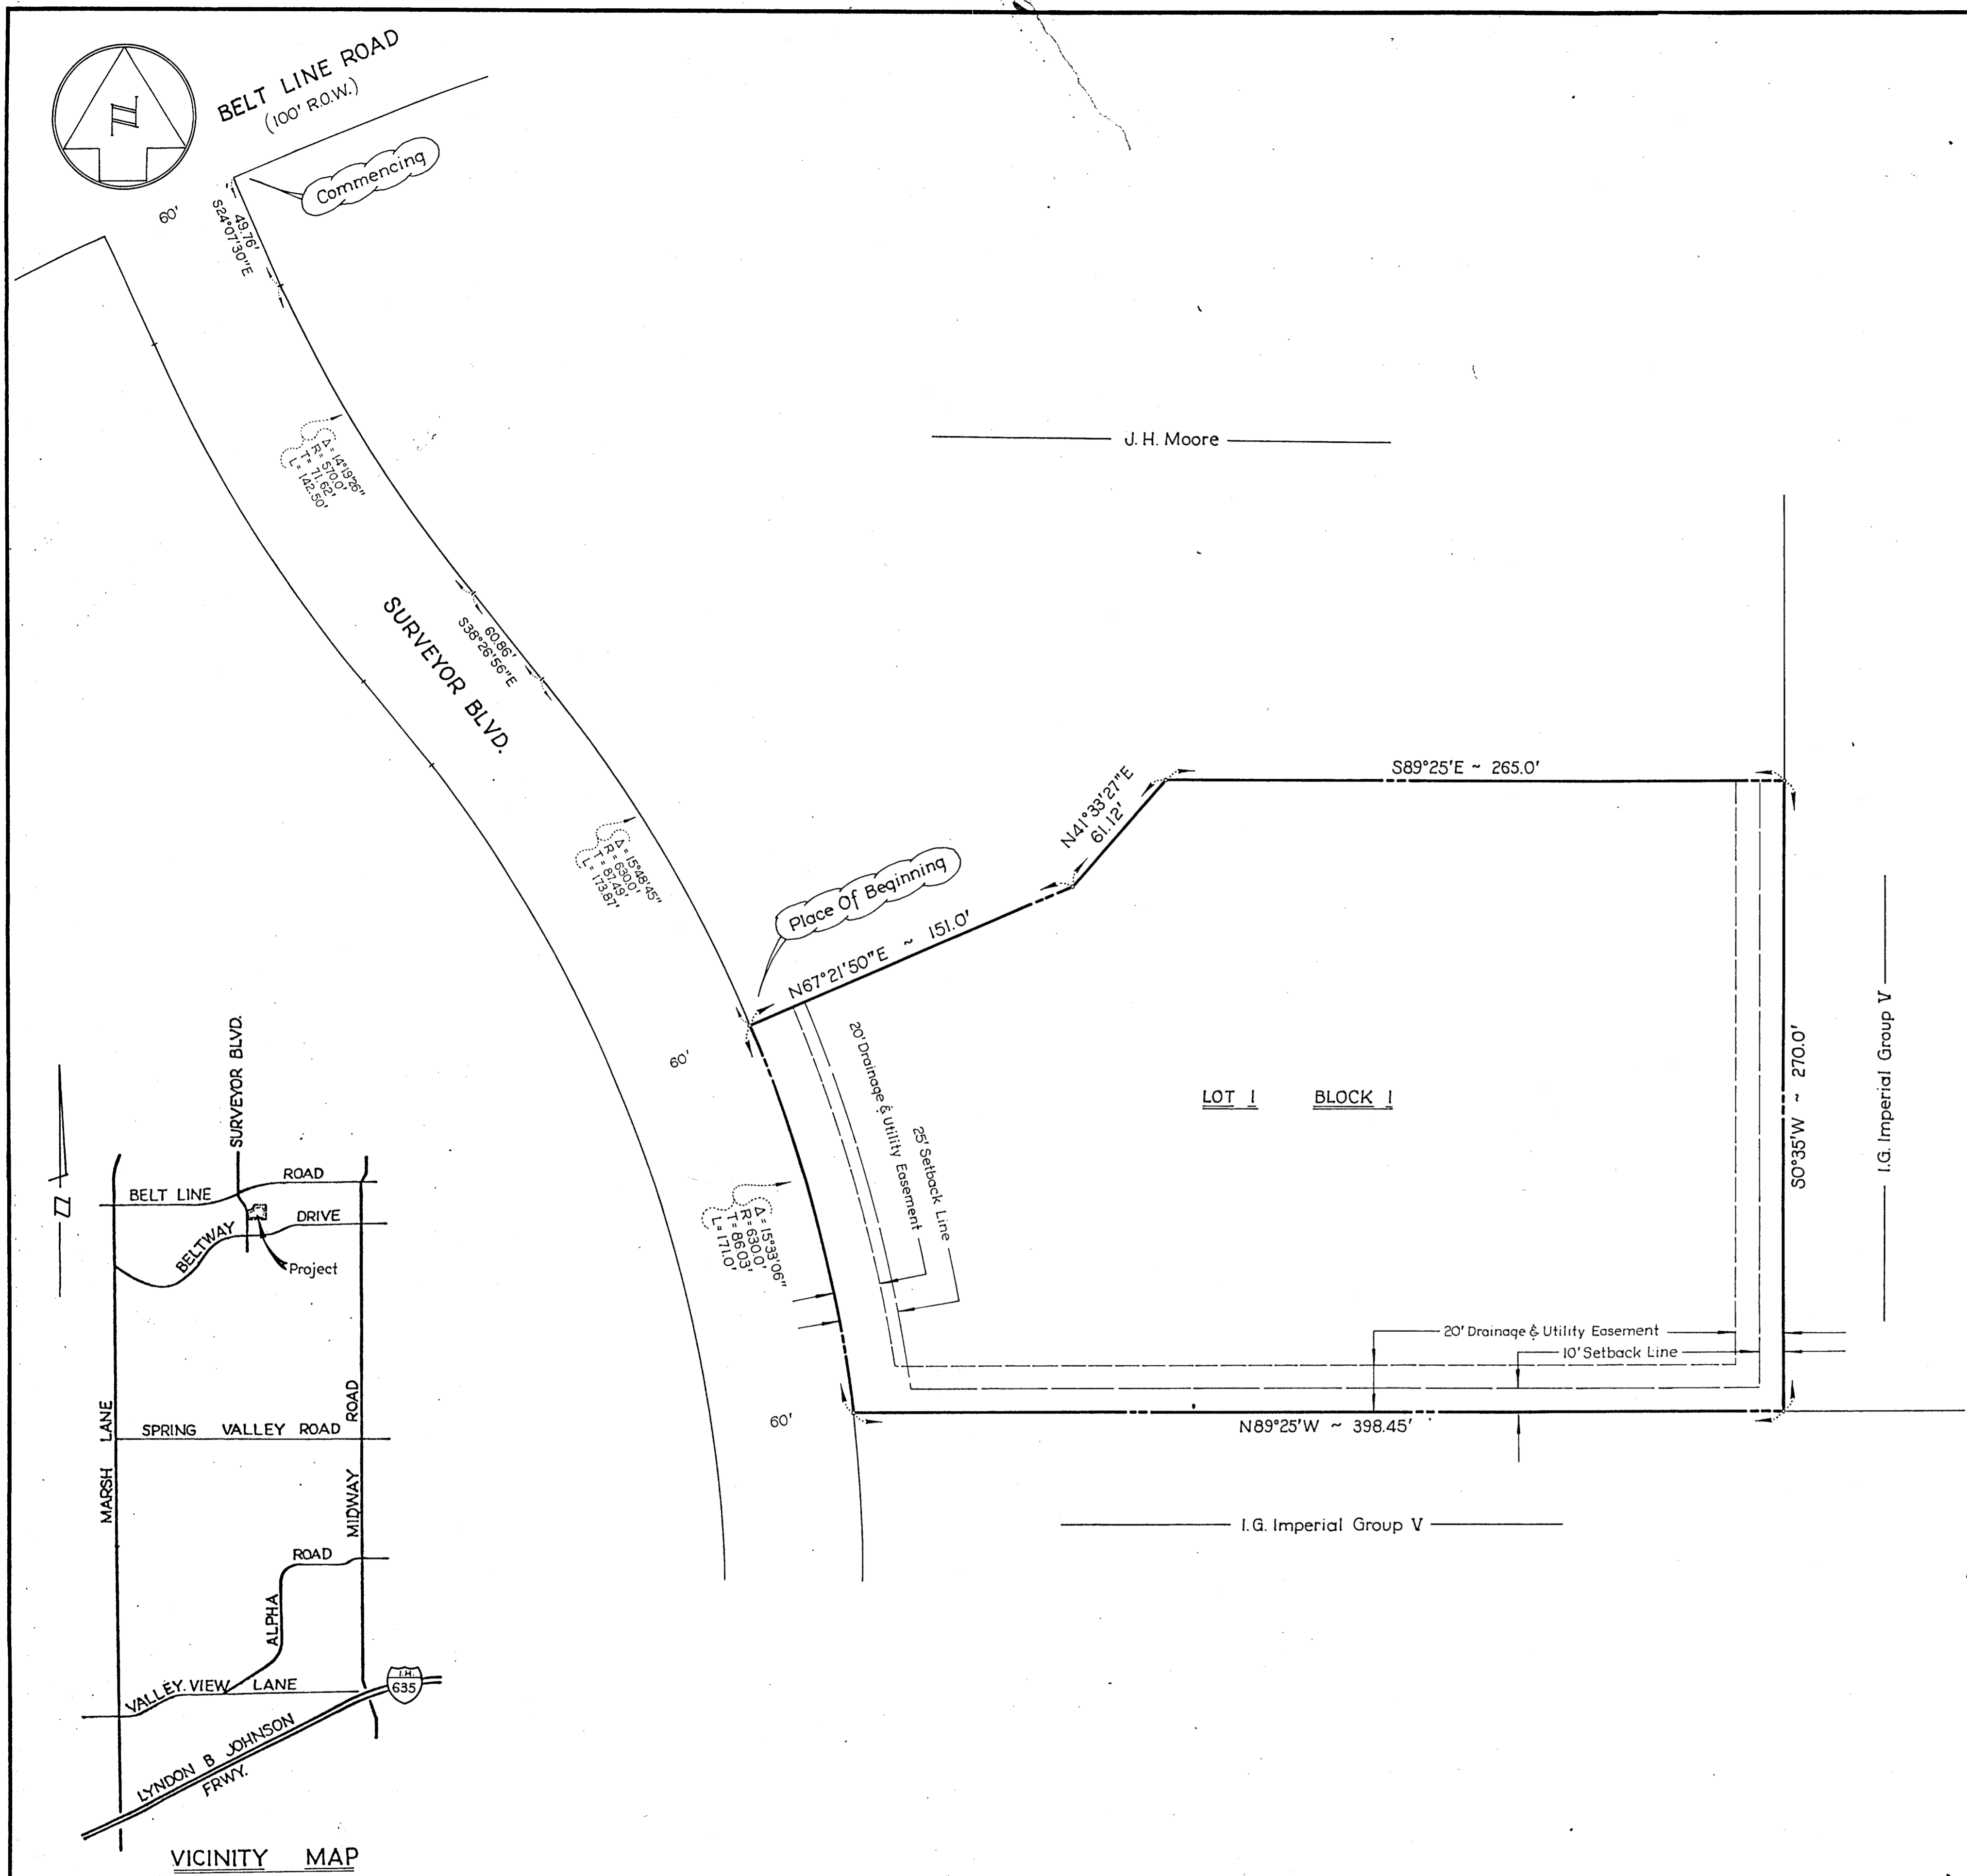 N
BELT LINE ROAD
(100' R.O.W.)
Commencing
60'
49.76'
S24°07'30"E
Δ = 14°19'26"
R = 570.0'
T = 71.62'
L = 142.50'
J. H. Moore
60.86'
S38°26'56"E
SURVEYOR BLVD.
S89°25'E ~ 265.0'
N41°33'27"E
61.12'
Δ = 15°48'45"
R = 630.0'
T = 87.49'
L = 173.87'
Place Of Beginning
N67°21'50"E ~ 151.0'
60'
20' Drainage & Utility Easement
25' Setback Line
LOT 1 BLOCK 1
S0°35'W ~ 270.0'
I.G. Imperial Group V
Δ = 15°33'06"
R = 630.0'
T = 86.03'
L = 171.0'
20' Drainage & Utility Easement
10' Setback Line
60'
N89°25'W ~ 398.45'
I.G. Imperial Group V
N
SURVEYOR BLVD.
BELT LINE ROAD
BELTWAY DRIVE
Project
MARSH LANE
MIDWAY ROAD
SPRING VALLEY ROAD
ALPHA ROAD
VALLEY VIEW LANE
I.H.
635
LYNDON B JOHNSON
FRWY.
VICINITY MAP